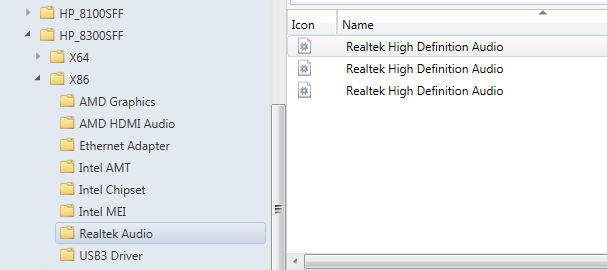 HP_8100SFF
HP_8300SFF
X64
X86
AMD Graphics
AMD HDMI Audio
Ethernet Adapter
Intel AMT
Intel Chipset
Intel MEI
Realtek Audio
USB3 Driver
Icon Name
Realtek High Definition Audio
Realtek High Definition Audio
Realtek High Definition Audio